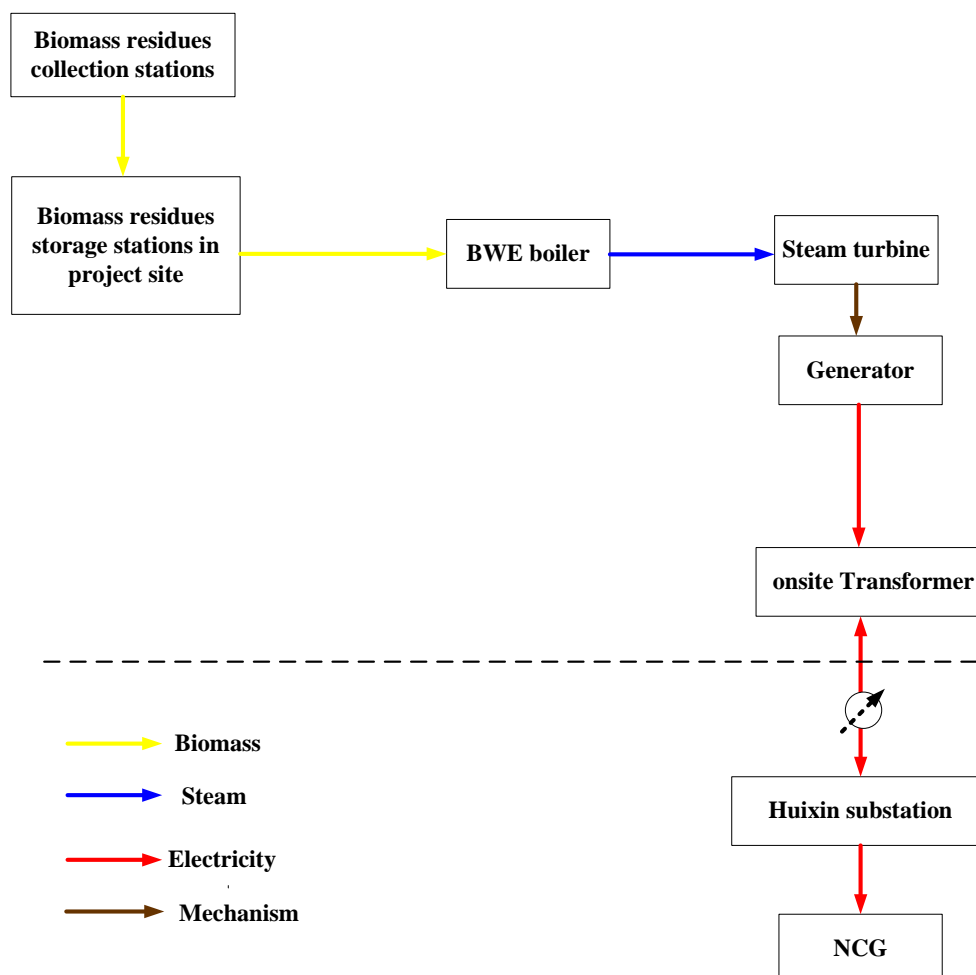 Biomass residues
collection stations
Biomass residues
storage stations in
project site
BWE boiler
Steam turbine
Generator
onsite Transformer
Biomass
Steam
Electricity
Mechanism
Huixin substation
NCG